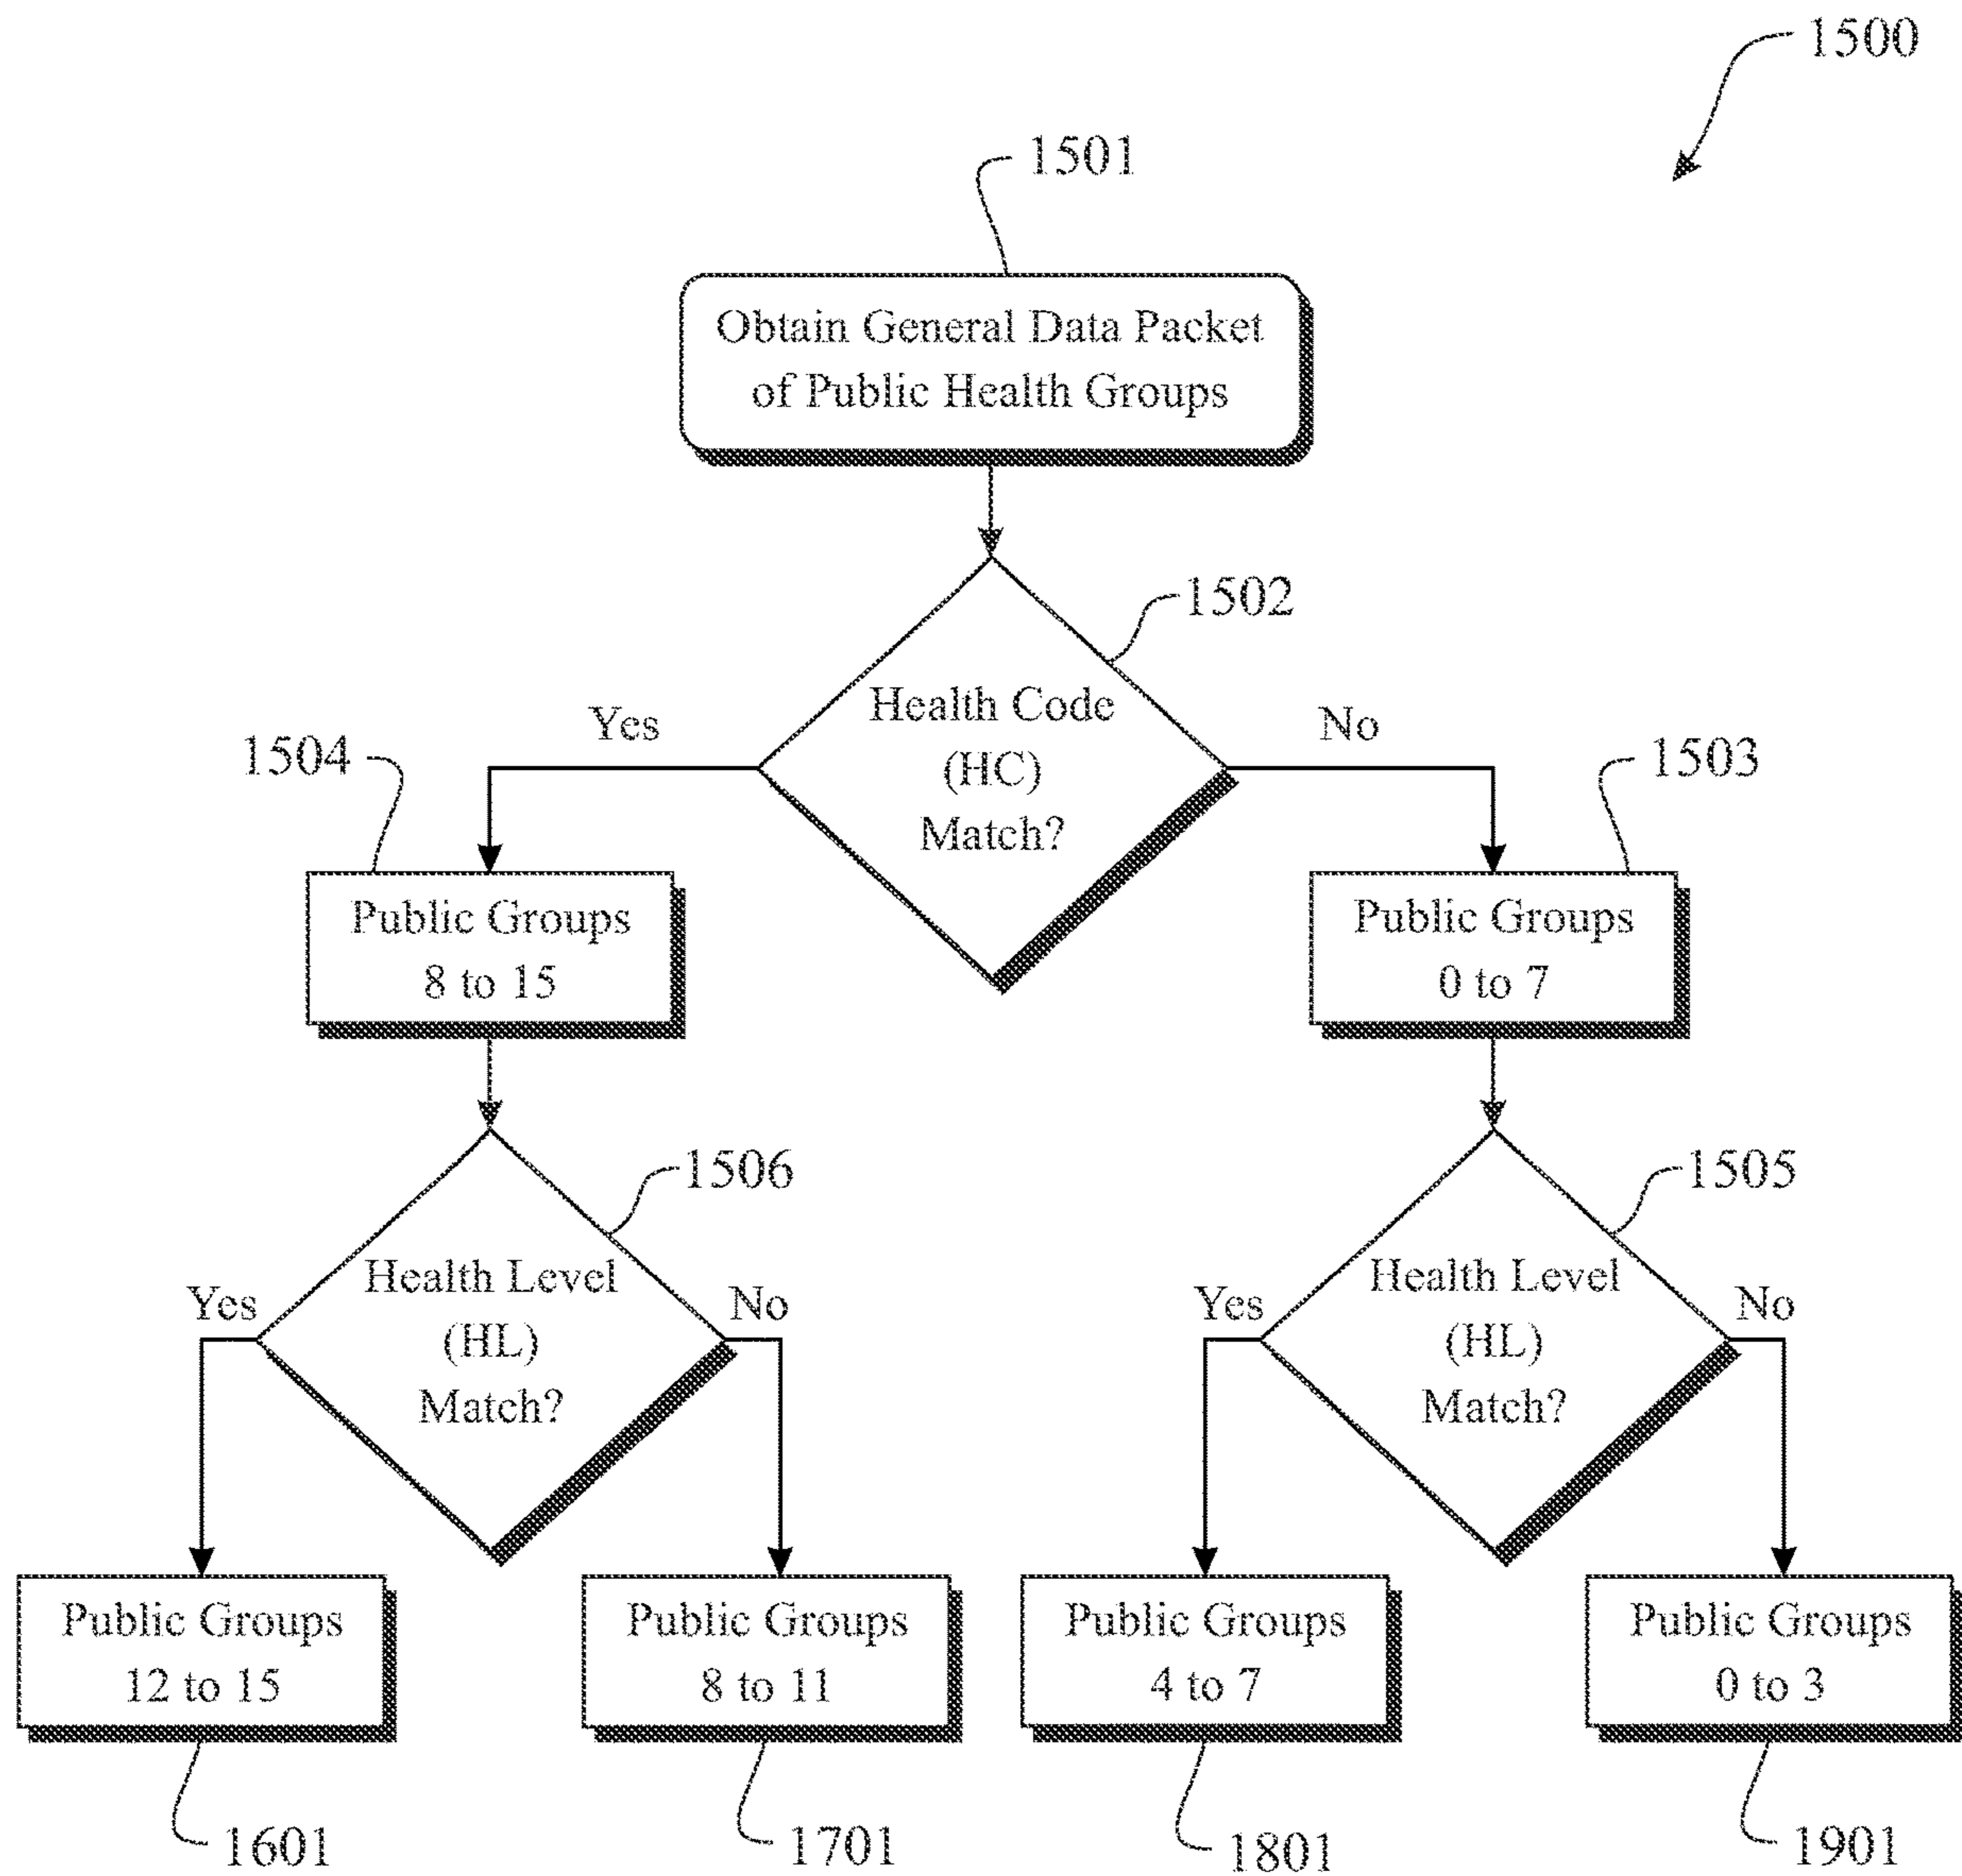 1500
1501
Obtain General Data Packet
of Public Health Groups
1502
Health Code
(HC)
Match?
Yes
No
1504
1503
Public Groups
8 to 15
Public Groups
0 to 7
1506
1505
Health Level
(HL)
Match?
Yes
No
Health Level
(HL)
Match?
Yes
No
Public Groups
12 to 15
Public Groups
8 to 11
Public Groups
4 to 7
Public Groups
0 to 3
1601
1701
1801
1901